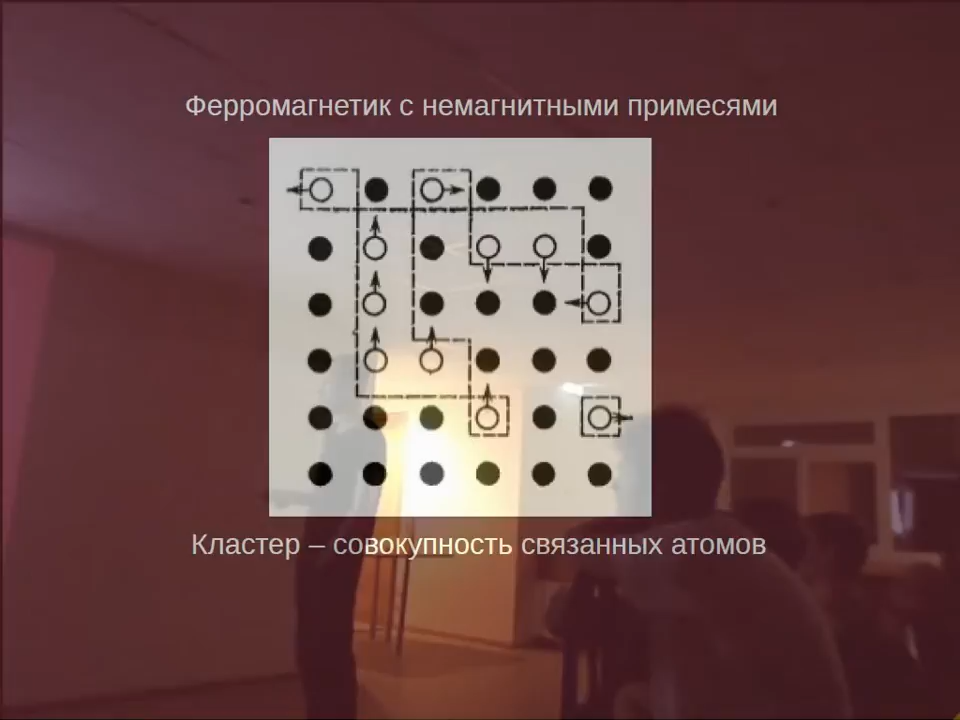 Ферромагнетик с немагнитными примесями
Кластер – совокупность связанных атомов